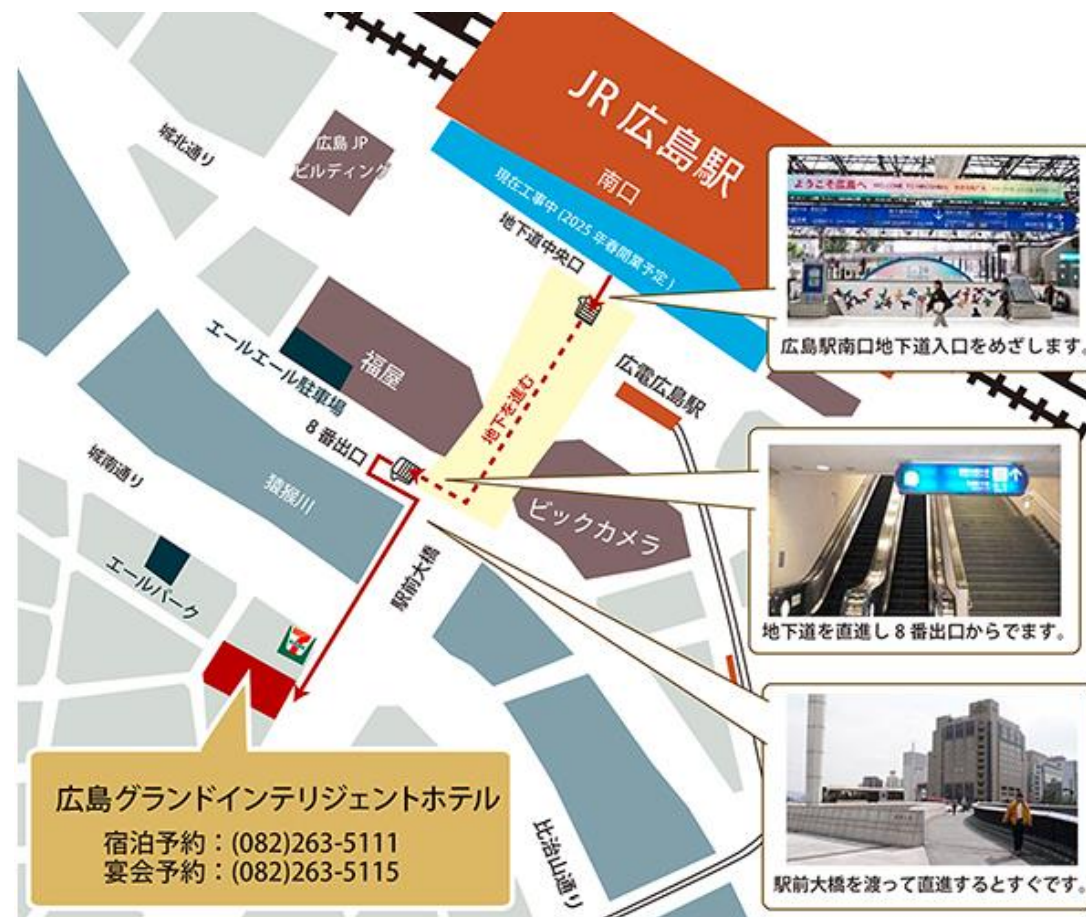 JR 広島駅
南口
現在工事中 (2025 年春開業予定)
地下道中央口
広島 JP
ビルディング
城北通り
福屋
エールエール駐車場
8 番出口
地下を進む
広電広島駅
ビックカメラ
城南通り
猿猴川
エールパーク
駅前大橋
7
比治山通り
広島グランドインテリジェントホテル
宿泊予約：(082)263-5111
宴会予約：(082)263-5115
ようこそ広島へ
広島駅南口地下道入口をめざします。
地下道を直進し 8 番出口からでます。
駅前大橋を渡って直進するとすぐです。